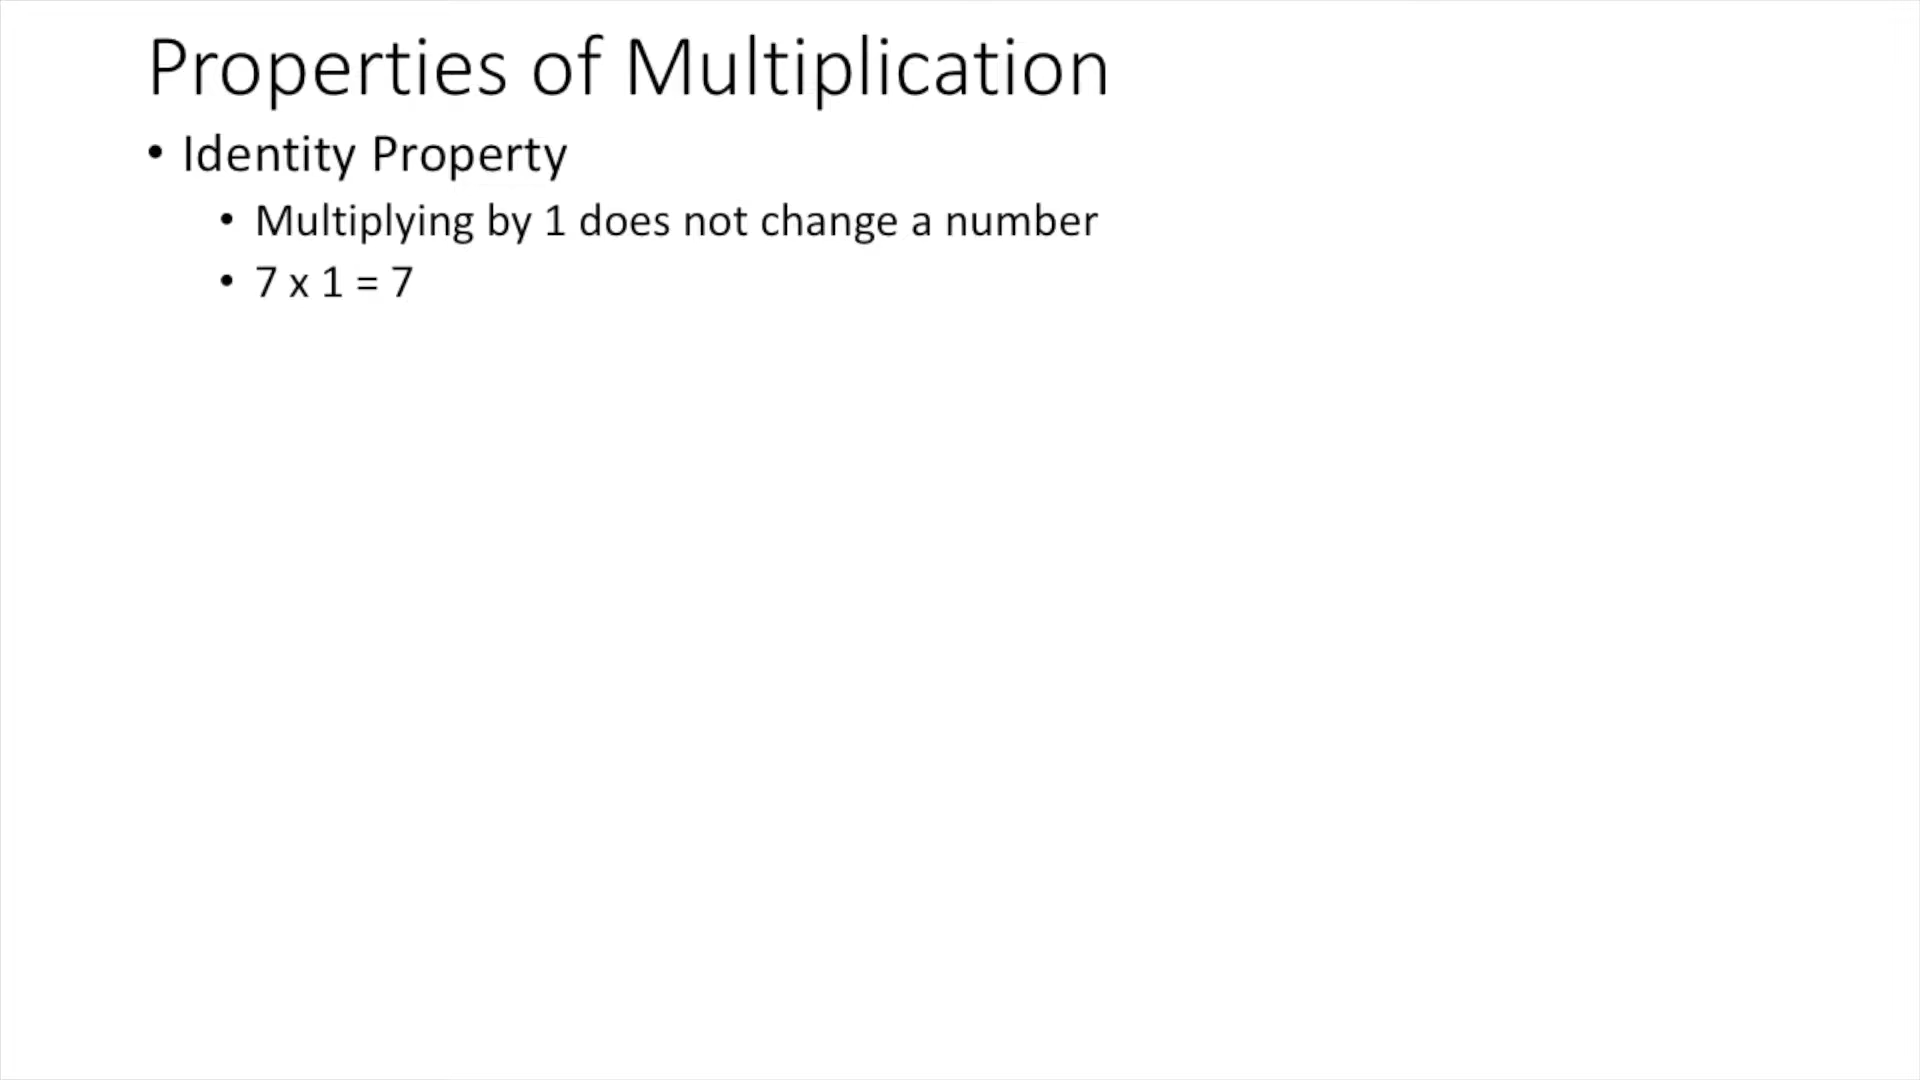 Properties of Multiplication
• Identity Property
• Multiplying by 1 does not change a number
• 7 x 1 = 7